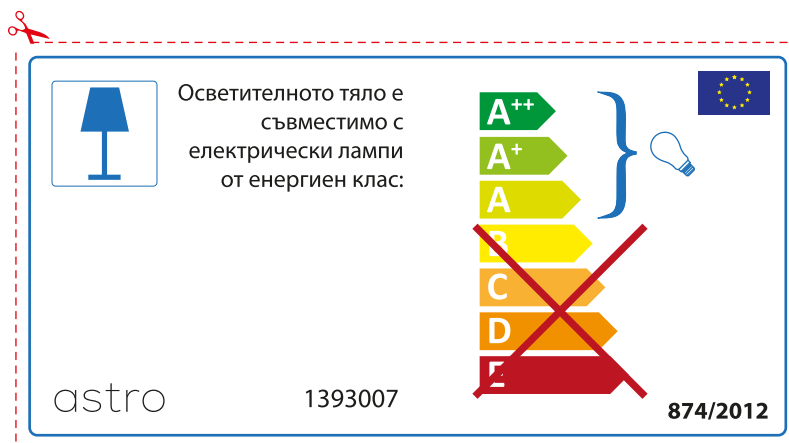 Осветителното тяло е
съвместимо с
електрически лампи
от енергиен клас:
A++
A+
A
B
C
D
E
astro
1393007
874/2012